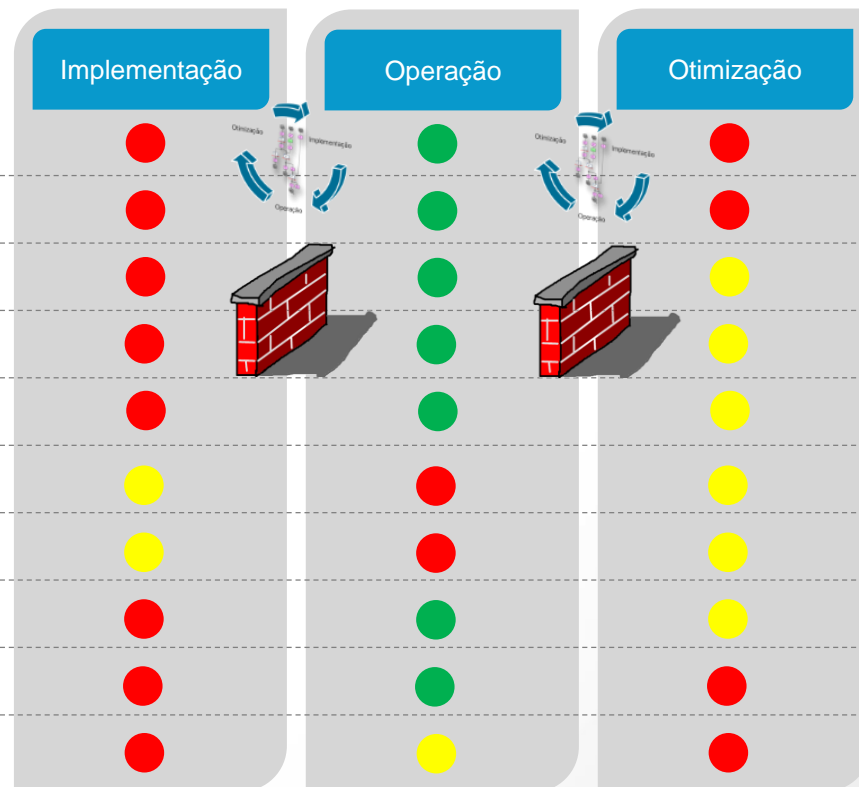 Implementação
Operação
Otimização
Otimização
Implementação
Operação
Otimização
Implementação
Operação